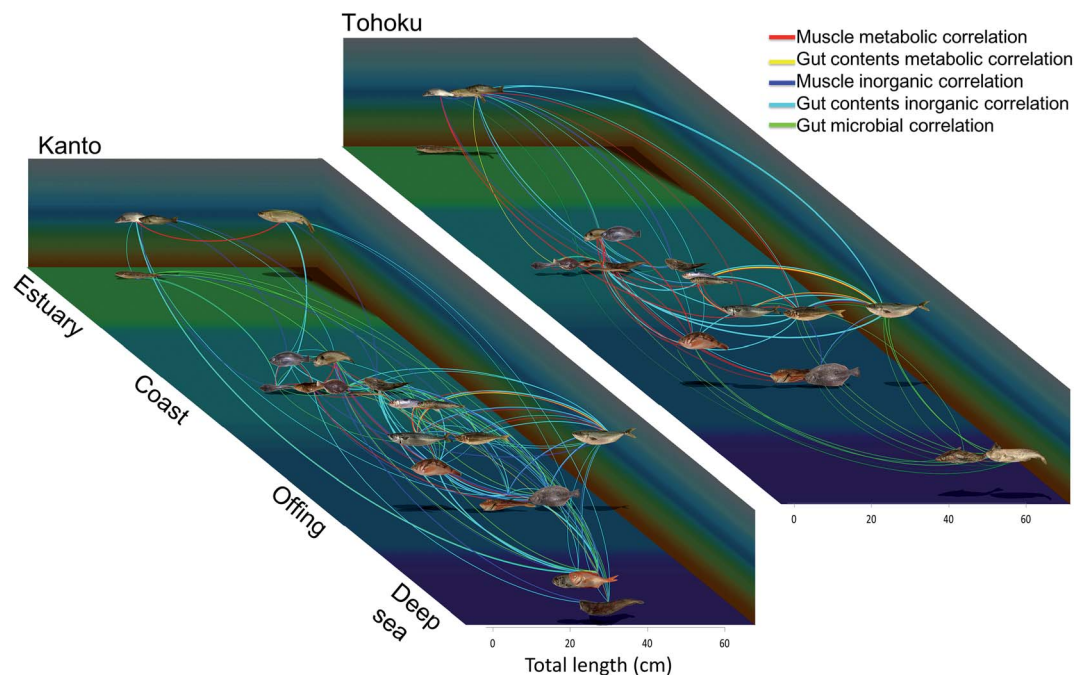 Tohoku
Muscle metabolic correlation
Gut contents metabolic correlation
Muscle inorganic correlation
Gut contents inorganic correlation
Gut microbial correlation
Kanto
Estuary
Coast
Offing
Deep
sea
0 20 40 60
0 20 40 60
Total length (cm)